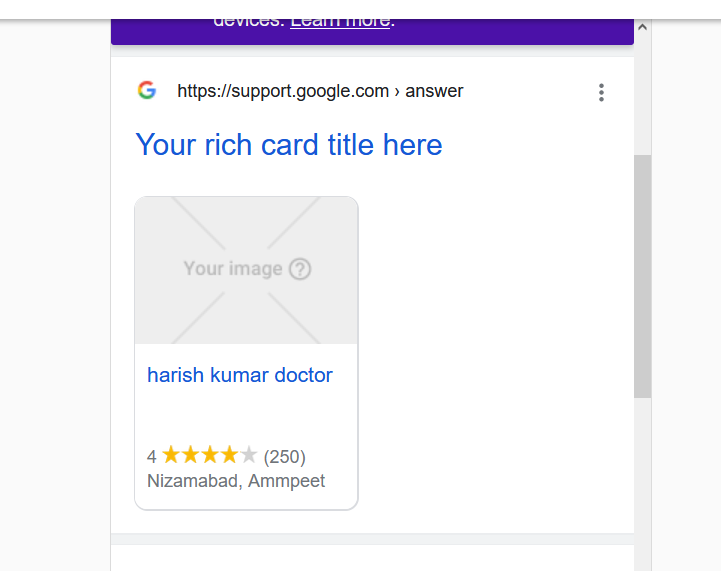 devices. Learn more.
https://support.google.com › answer
Your rich card title here
Your image ?
harish kumar doctor
4 ★★★★★ (250)
Nizamabad, Ammpeet